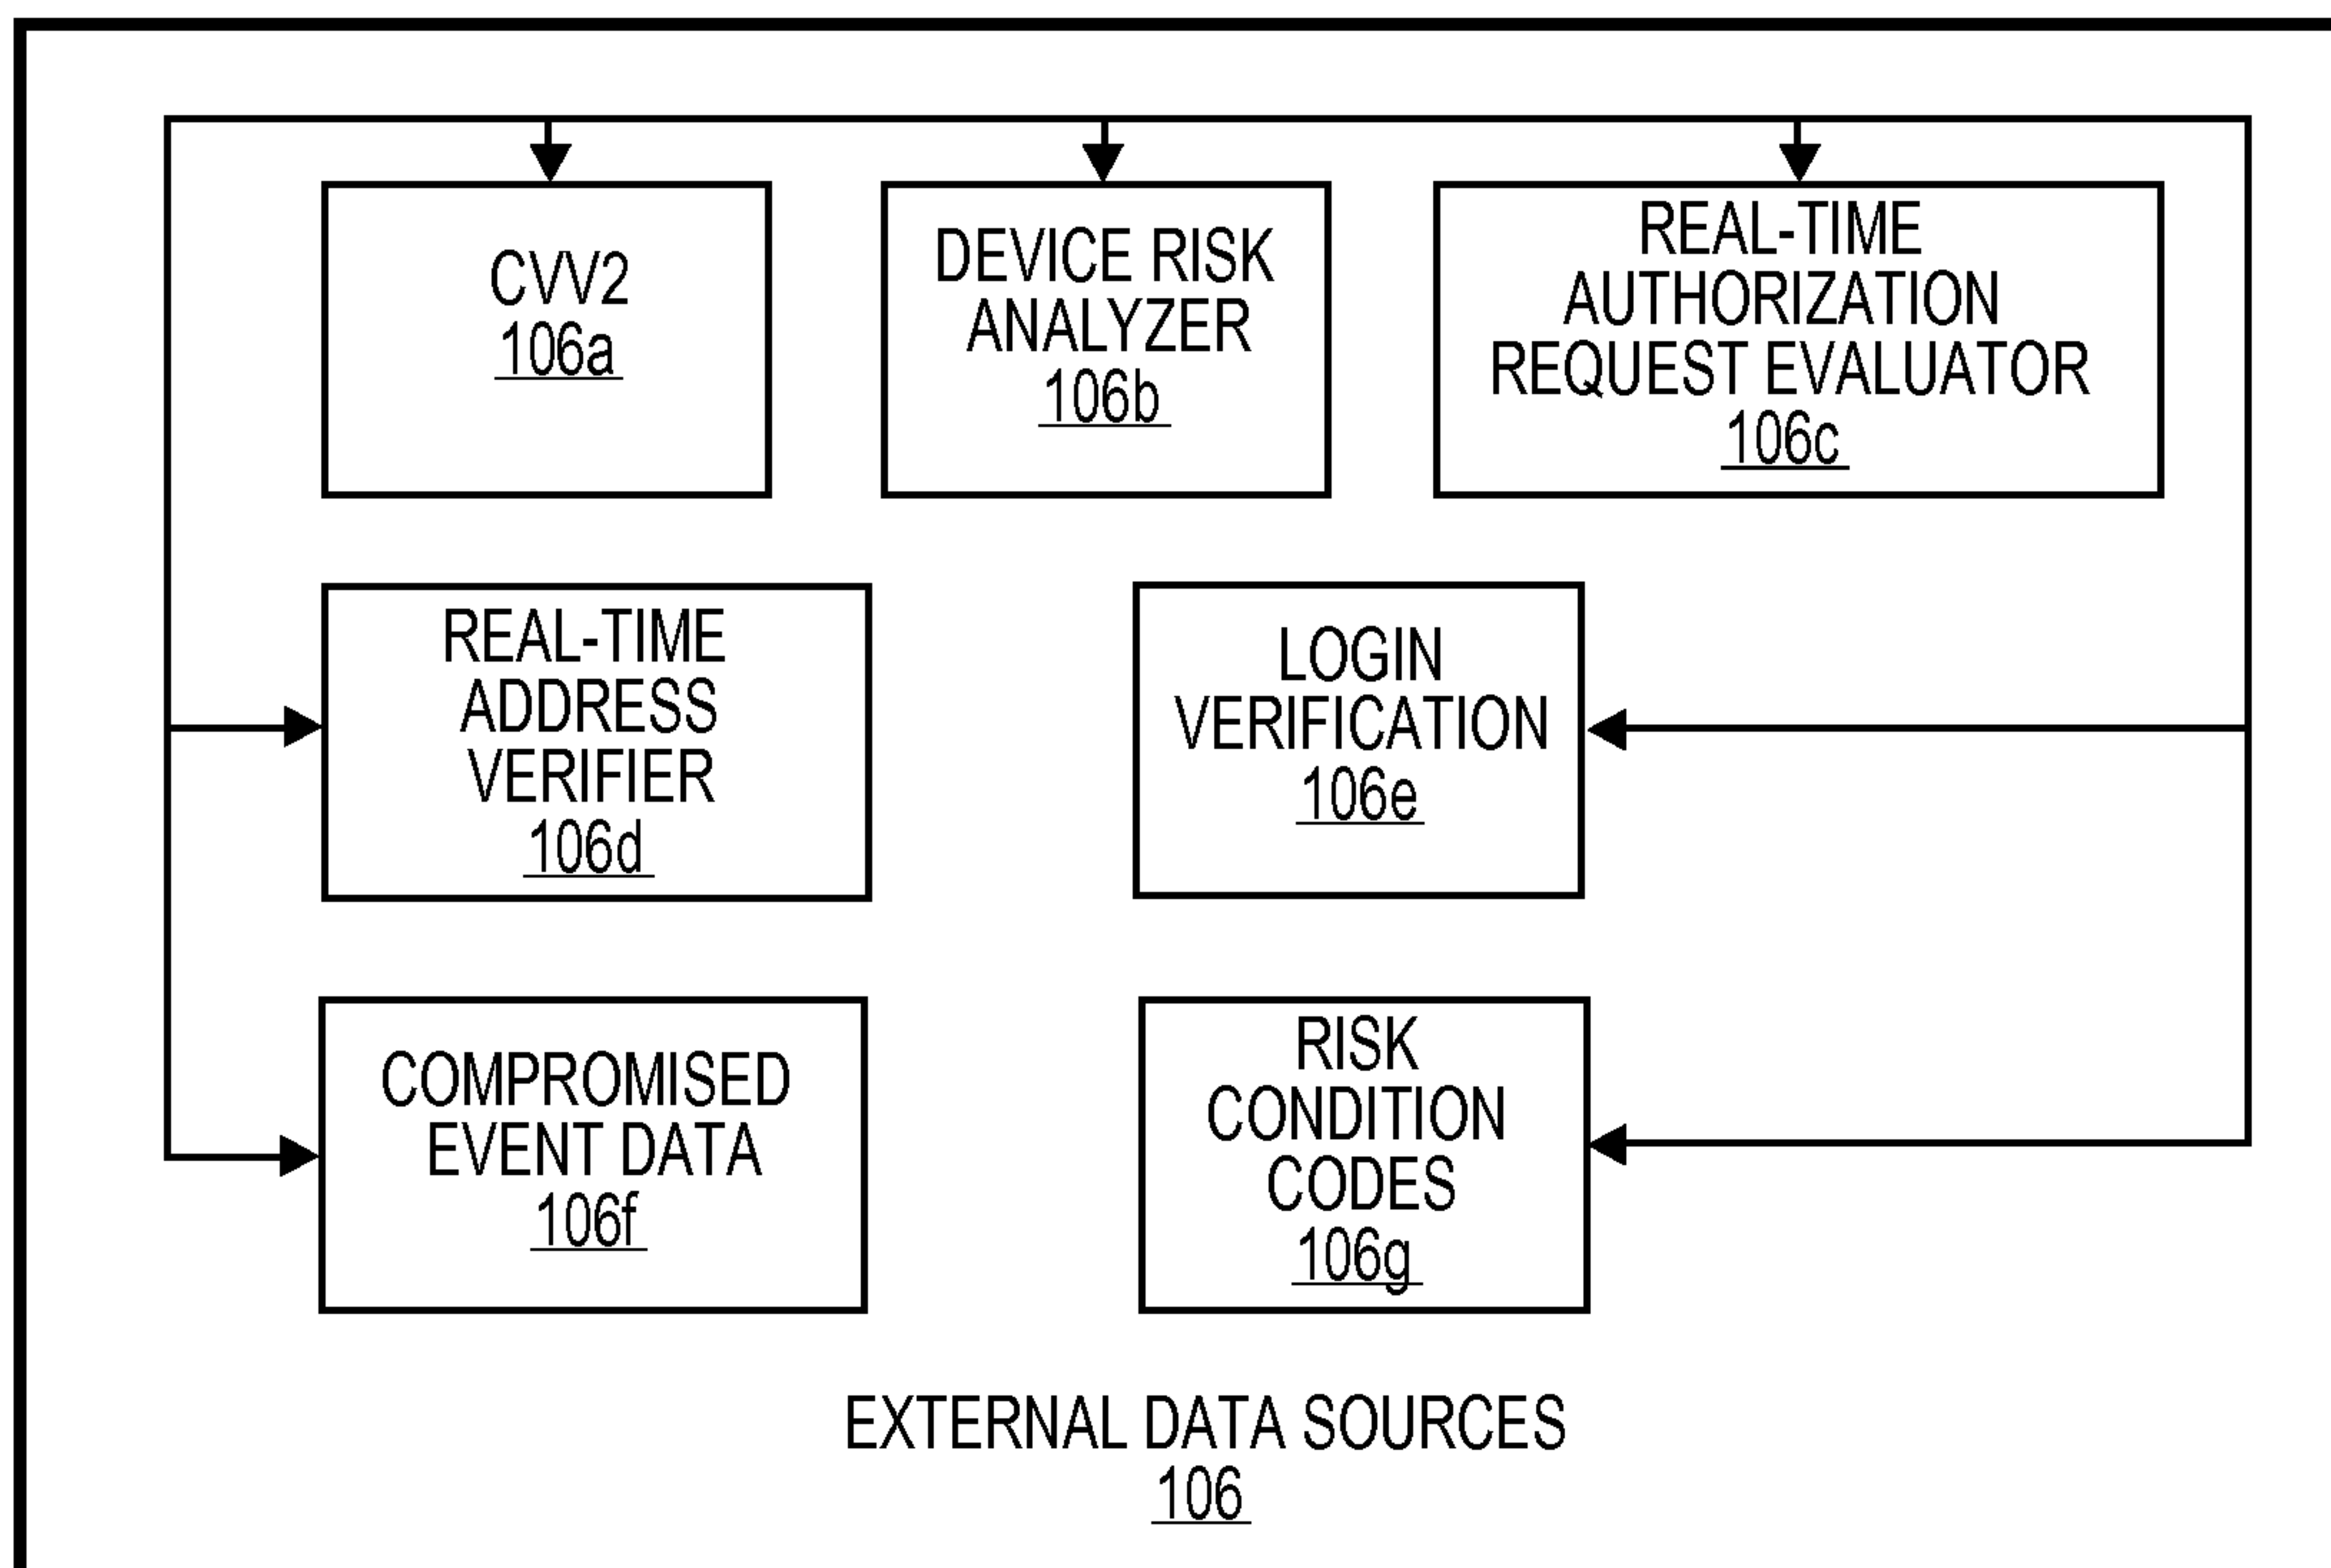 CVV2
106a
DEVICE RISK
ANALYZER
106b
REAL-TIME
AUTHORIZATION
REQUEST EVALUATOR
106c
REAL-TIME
ADDRESS
VERIFIER
106d
LOGIN
VERIFICATION
106e
COMPROMISED
EVENT DATA
106f
RISK
CONDITION
CODES
106g
EXTERNAL DATA SOURCES
106